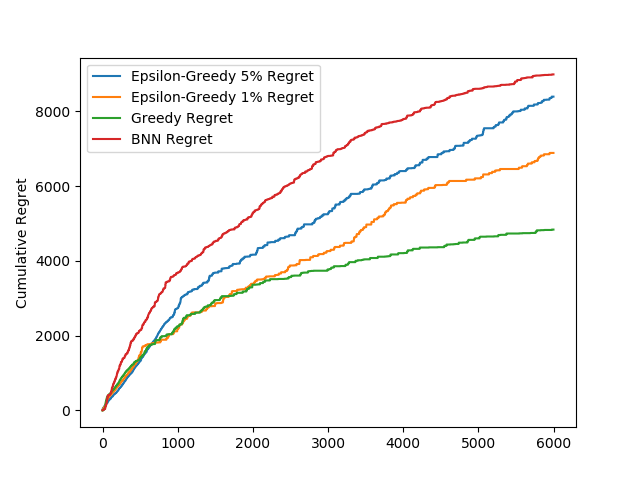 Epsilon-Greedy 5% Regret
Epsilon-Greedy 1% Regret
Greedy Regret
BNN Regret
Cumulative Regret
8000
6000
4000
2000
0
0 1000 2000 3000 4000 5000 6000